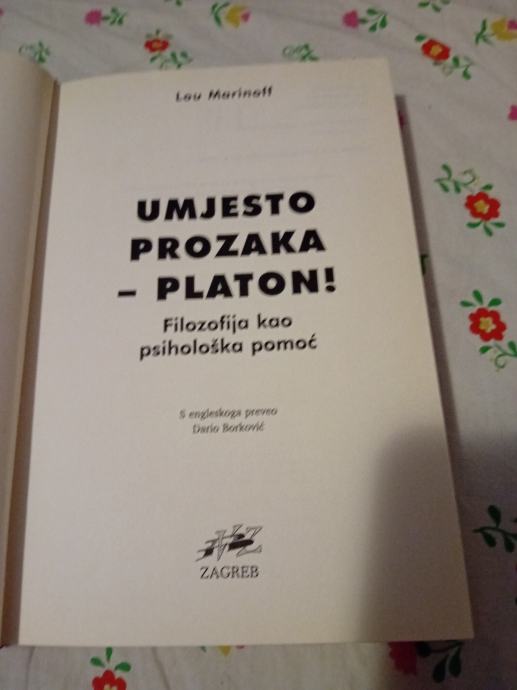 Lou Marinoff
UMJESTO
PROZAKA
– PLATON!
Filozofija kao
psihološka pomoć
S engleskoga preveo
Dario Borković
ZAGREB